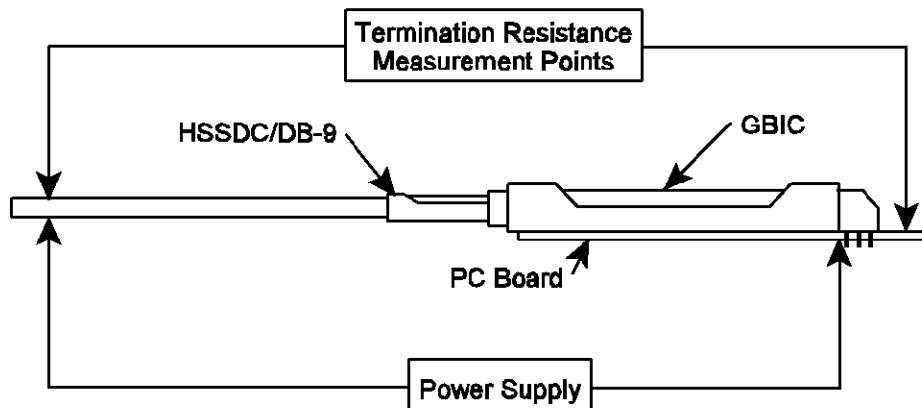 Termination Resistance
Measurement Points
HSSDC/DB-9
GBIC
PC Board
Power Supply